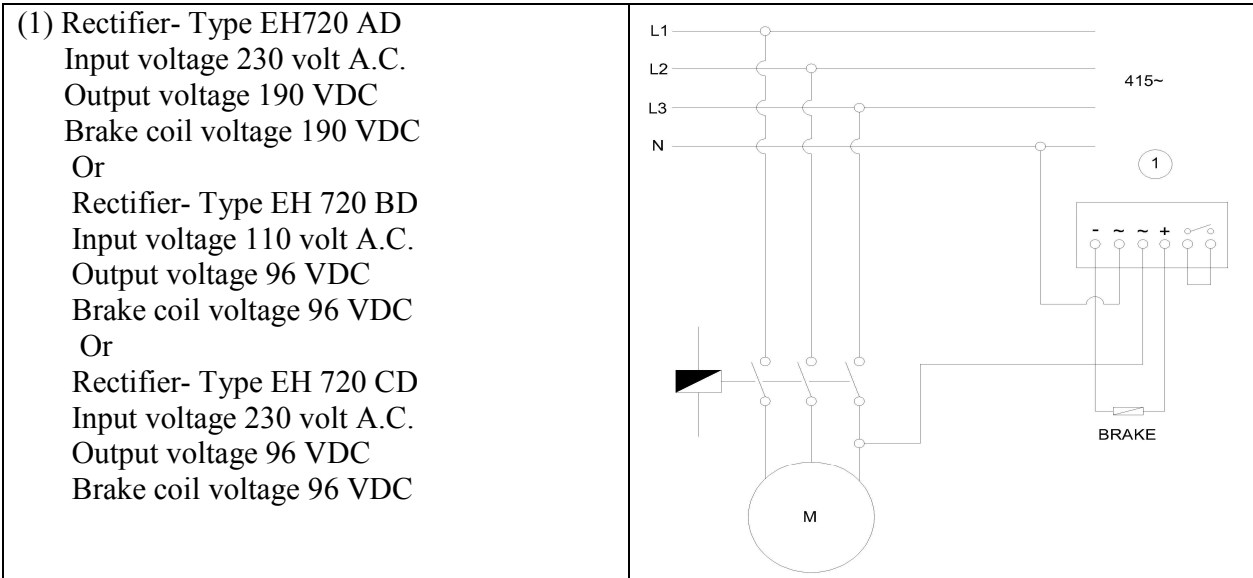 (1) Rectifier- Type EH720 AD
Input voltage 230 volt A.C.
Output voltage 190 VDC
Brake coil voltage 190 VDC
Or
Rectifier- Type EH 720 BD
Input voltage 110 volt A.C.
Output voltage 96 VDC
Brake coil voltage 96 VDC
Or
Rectifier- Type EH 720 CD
Input voltage 230 volt A.C.
Output voltage 96 VDC
Brake coil voltage 96 VDC
L1
L2
L3
N
415~
1
- ~ ~ +
BRAKE
M